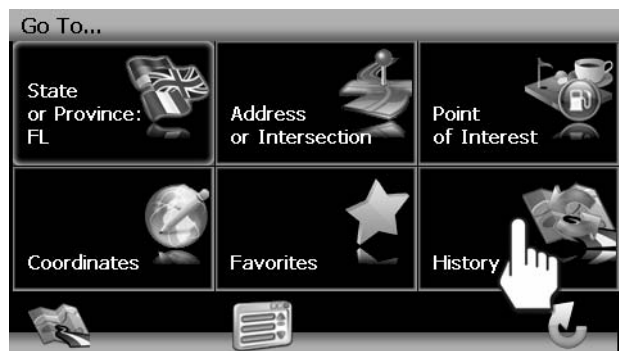 Go To...
State
or Province:
FL
Address
or Intersection
Point
of Interest
Coordinates
Favorites
History